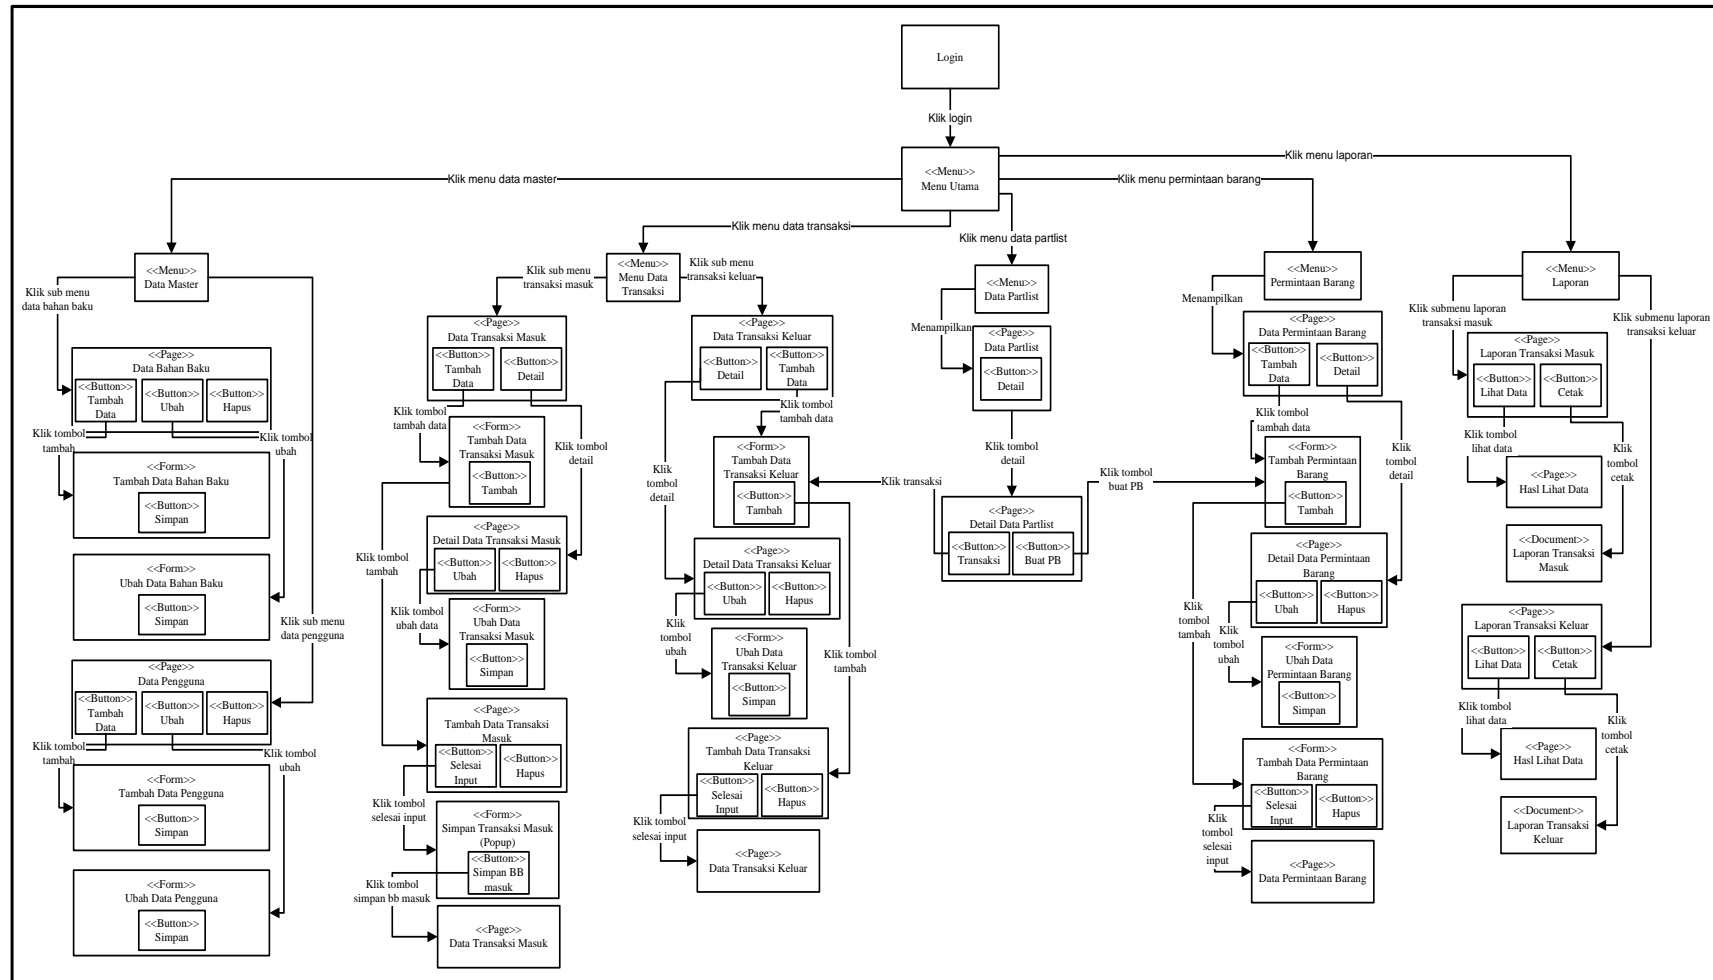 Login
Klik login
<<Menu>>
Menu Utama
Klik menu data master
Klik menu data transaksi
Klik menu data partlist
Klik menu permintaan barang
Klik menu laporan
<<Menu>>
Data Master
Klik sub menu
data bahan baku
<<Page>>
Data Bahan Baku
<<Button>>
Tambah
Data
<<Button>>
Ubah
<<Button>>
Hapus
Klik tombol
tambah
Klik tombol
ubah
<<Form>>
Tambah Data Bahan Baku
<<Button>>
Simpan
<<Form>>
Ubah Data Bahan Baku
<<Button>>
Simpan
Klik sub menu
data pengguna
<<Page>>
Data Pengguna
<<Button>>
Tambah
Data
<<Button>>
Ubah
<<Button>>
Hapus
Klik tombol
tambah
Klik tombol
ubah
<<Form>>
Tambah Data Pengguna
<<Button>>
Simpan
<<Form>>
Ubah Data Pengguna
<<Button>>
Simpan
<<Menu>>
Menu Data
Transaksi
Klik sub menu
transaksi masuk
Klik sub menu
transaksi keluar
<<Page>>
Data Transaksi Masuk
<<Button>>
Tambah
Data
<<Button>>
Detail
Klik tombol
tambah data
Klik tombol
detail
<<Form>>
Tambah Data
Transaksi Masuk
<<Button>>
Tambah
<<Page>>
Detail Data Transaksi Masuk
<<Button>>
Ubah
<<Button>>
Hapus
Klik tombol
tambah
Klik tombol
ubah data
<<Form>>
Ubah Data
Transaksi Masuk
<<Button>>
Simpan
<<Page>>
Tambah Data Transaksi
Masuk
<<Button>>
Selesai
Input
<<Button>>
Hapus
Klik tombol
selesai input
<<Form>>
Simpan Transaksi Masuk
(Popup)
<<Button>>
Simpan BB
masuk
Klik tombol
simpan bb masuk
<<Page>>
Data Transaksi Masuk
<<Page>>
Data Transaksi Keluar
<<Button>>
Detail
<<Button>>
Tambah
Data
Klik tombol
tambah data
Klik
tombol
detail
<<Form>>
Tambah Data
Transaksi Keluar
<<Button>>
Tambah
<<Page>>
Detail Data Transaksi Keluar
<<Button>>
Ubah
<<Button>>
Hapus
Klik
tombol
ubah
<<Form>>
Ubah Data
Transaksi Keluar
<<Button>>
Simpan
Klik tombol
tambah
<<Page>>
Tambah Data Transaksi
Keluar
<<Button>>
Selesai
Input
<<Button>>
Hapus
Klik tombol
selesai input
<<Page>>
Data Transaksi Keluar
<<Menu>>
Data Partlist
Menampilkan
<<Page>>
Data Partlist
<<Button>>
Detail
Klik tombol
detail
<<Page>>
Detail Data Partlist
<<Button>>
Transaksi
<<Button>>
Buat PB
Klik transaksi
Klik tombol
buat PB
<<Menu>>
Permintaan Barang
Menampilkan
<<Page>>
Data Permintaan Barang
<<Button>>
Tambah
Data
<<Button>>
Detail
Klik tombol
tambah data
Klik
tombol
detail
<<Form>>
Tambah Permintaan
Barang
<<Button>>
Tambah
<<Page>>
Detail Data Permintaan
Barang
<<Button>>
Ubah
<<Button>>
Hapus
Klik
tombol
tambah
Klik
tombol
ubah
<<Form>>
Ubah Data
Permintaan Barang
<<Button>>
Simpan
<<Form>>
Tambah Data Permintaan
Barang
<<Button>>
Selesai
Input
<<Button>>
Hapus
Klik
tombol
selesai
input
<<Page>>
Data Permintaan Barang
<<Menu>>
Laporan
Klik submenu laporan
transaksi masuk
Klik submenu laporan
transaksi keluar
<<Page>>
Laporan Transaksi Masuk
<<Button>>
Lihat Data
<<Button>>
Cetak
Klik tombol
lihat data
Klik
tombol
cetak
<<Page>>
Hasl Lihat Data
<<Document>>
Laporan Transaksi
Masuk
<<Page>>
Laporan Transaksi Keluar
<<Button>>
Lihat Data
<<Button>>
Cetak
Klik tombol
lihat data
Klik
tombol
cetak
<<Page>>
Hasl Lihat Data
<<Document>>
Laporan Transaksi
Keluar